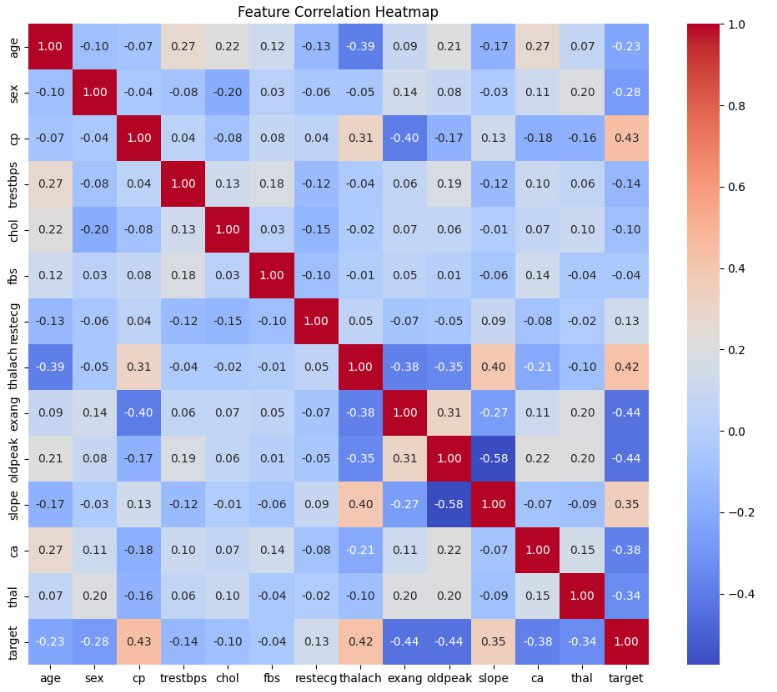 Feature Correlation Heatmap
age 1.00 -0.10 -0.07 0.27 0.22 0.12 -0.13 -0.39 0.09 0.21 -0.17 0.27 0.07 -0.23
sex -0.10 1.00 -0.04 -0.08 -0.20 0.03 -0.06 -0.05 0.14 0.08 -0.03 0.11 0.20 -0.28
cp -0.07 -0.04 1.00 0.04 -0.08 0.08 0.04 0.31 -0.40 -0.17 0.13 -0.18 -0.16 0.43
trestbps 0.27 -0.08 0.04 1.00 0.13 0.18 -0.12 -0.04 0.06 0.19 -0.12 0.10 0.06 -0.14
chol 0.22 -0.20 -0.08 0.13 1.00 0.03 -0.15 -0.02 0.07 0.06 -0.01 0.07 0.10 -0.10
fbs 0.12 0.03 0.08 0.18 0.03 1.00 -0.10 -0.01 0.05 0.01 -0.06 0.14 -0.04 -0.04
restecg -0.13 -0.06 0.04 -0.12 -0.15 -0.10 1.00 0.05 -0.07 -0.05 0.09 -0.08 -0.02 0.13
thalach -0.39 -0.05 0.31 -0.04 -0.02 -0.01 0.05 1.00 -0.38 -0.35 0.40 -0.21 -0.10 0.42
exang 0.09 0.14 -0.40 0.06 0.07 0.05 -0.07 -0.38 1.00 0.31 -0.27 0.11 0.20 -0.44
oldpeak 0.21 0.08 -0.17 0.19 0.06 0.01 -0.05 -0.35 0.31 1.00 -0.58 0.22 0.20 -0.44
slope -0.17 -0.03 0.13 -0.12 -0.01 -0.06 0.09 0.40 -0.27 -0.58 1.00 -0.07 -0.09 0.35
ca 0.27 0.11 -0.18 0.10 0.07 0.14 -0.08 -0.21 0.11 0.22 -0.07 1.00 0.15 -0.38
thal 0.07 0.20 -0.16 0.06 0.10 -0.04 -0.02 -0.10 0.20 0.20 -0.09 0.15 1.00 -0.34
target -0.23 -0.28 0.43 -0.14 -0.10 -0.04 0.13 0.42 -0.44 -0.44 0.35 -0.38 -0.34 1.00
age sex cp trestbps chol fbs restecg thalach exang oldpeak slope ca thal target
1.0
0.8
0.6
0.4
0.2
0.0
−0.2
−0.4